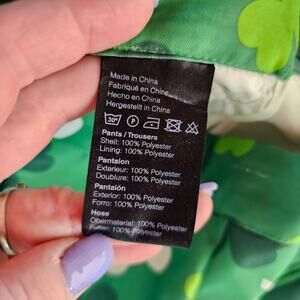 Made in China
Fabriqué en Chine
Hecho en China
Hergestellt in China
30°
P
Pants / Trousers
Shell: 100% Polyester
Lining: 100% Polyester
Pantalon
Exterieur: 100% Polyester
Doublure: 100% Polyester
Pantalón
Exterior: 100% Polyester
Forro: 100% Polyester
Hose
Obermaterial: 100% Polyester
Futter: 100% Polyester